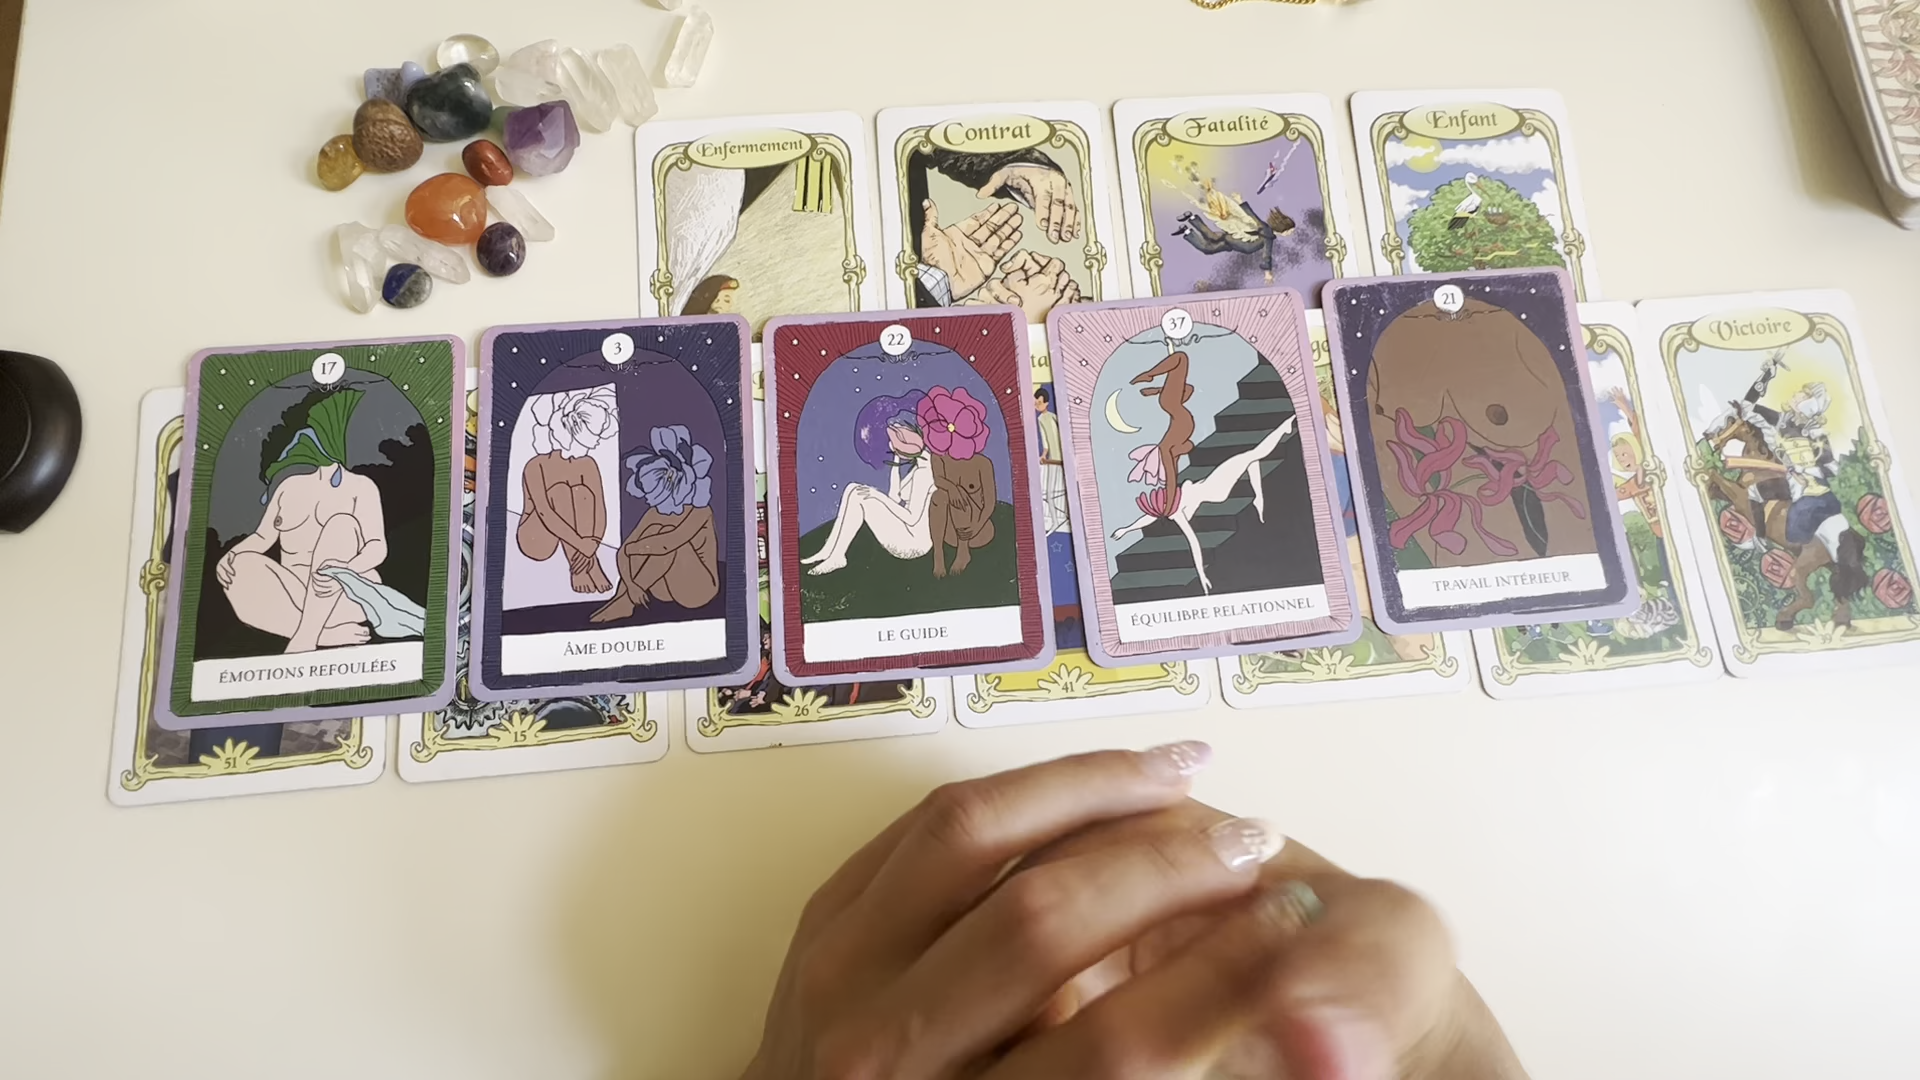 Enfermement
Contrat
Fatalité
Enfant
17
ÉMOTIONS REFOULÉES
3
ÂME DOUBLE
22
LE GUIDE
37
ÉQUILIBRE RELATIONNEL
21
TRAVAIL INTÉRIEUR
Victoire
51
15
26
41
37
14
39